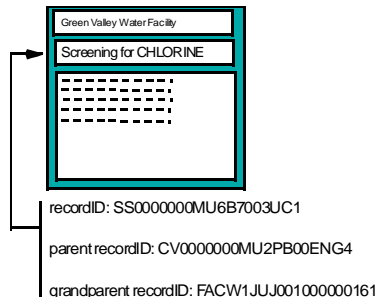 Green Valley Water Facility
Screening for CHLORINE
recordID: SS0000000MU6B7003UC1
parent recordID: CV0000000MU2PB00ENG4
grandparent recordID: FACW1JUJ001000000161